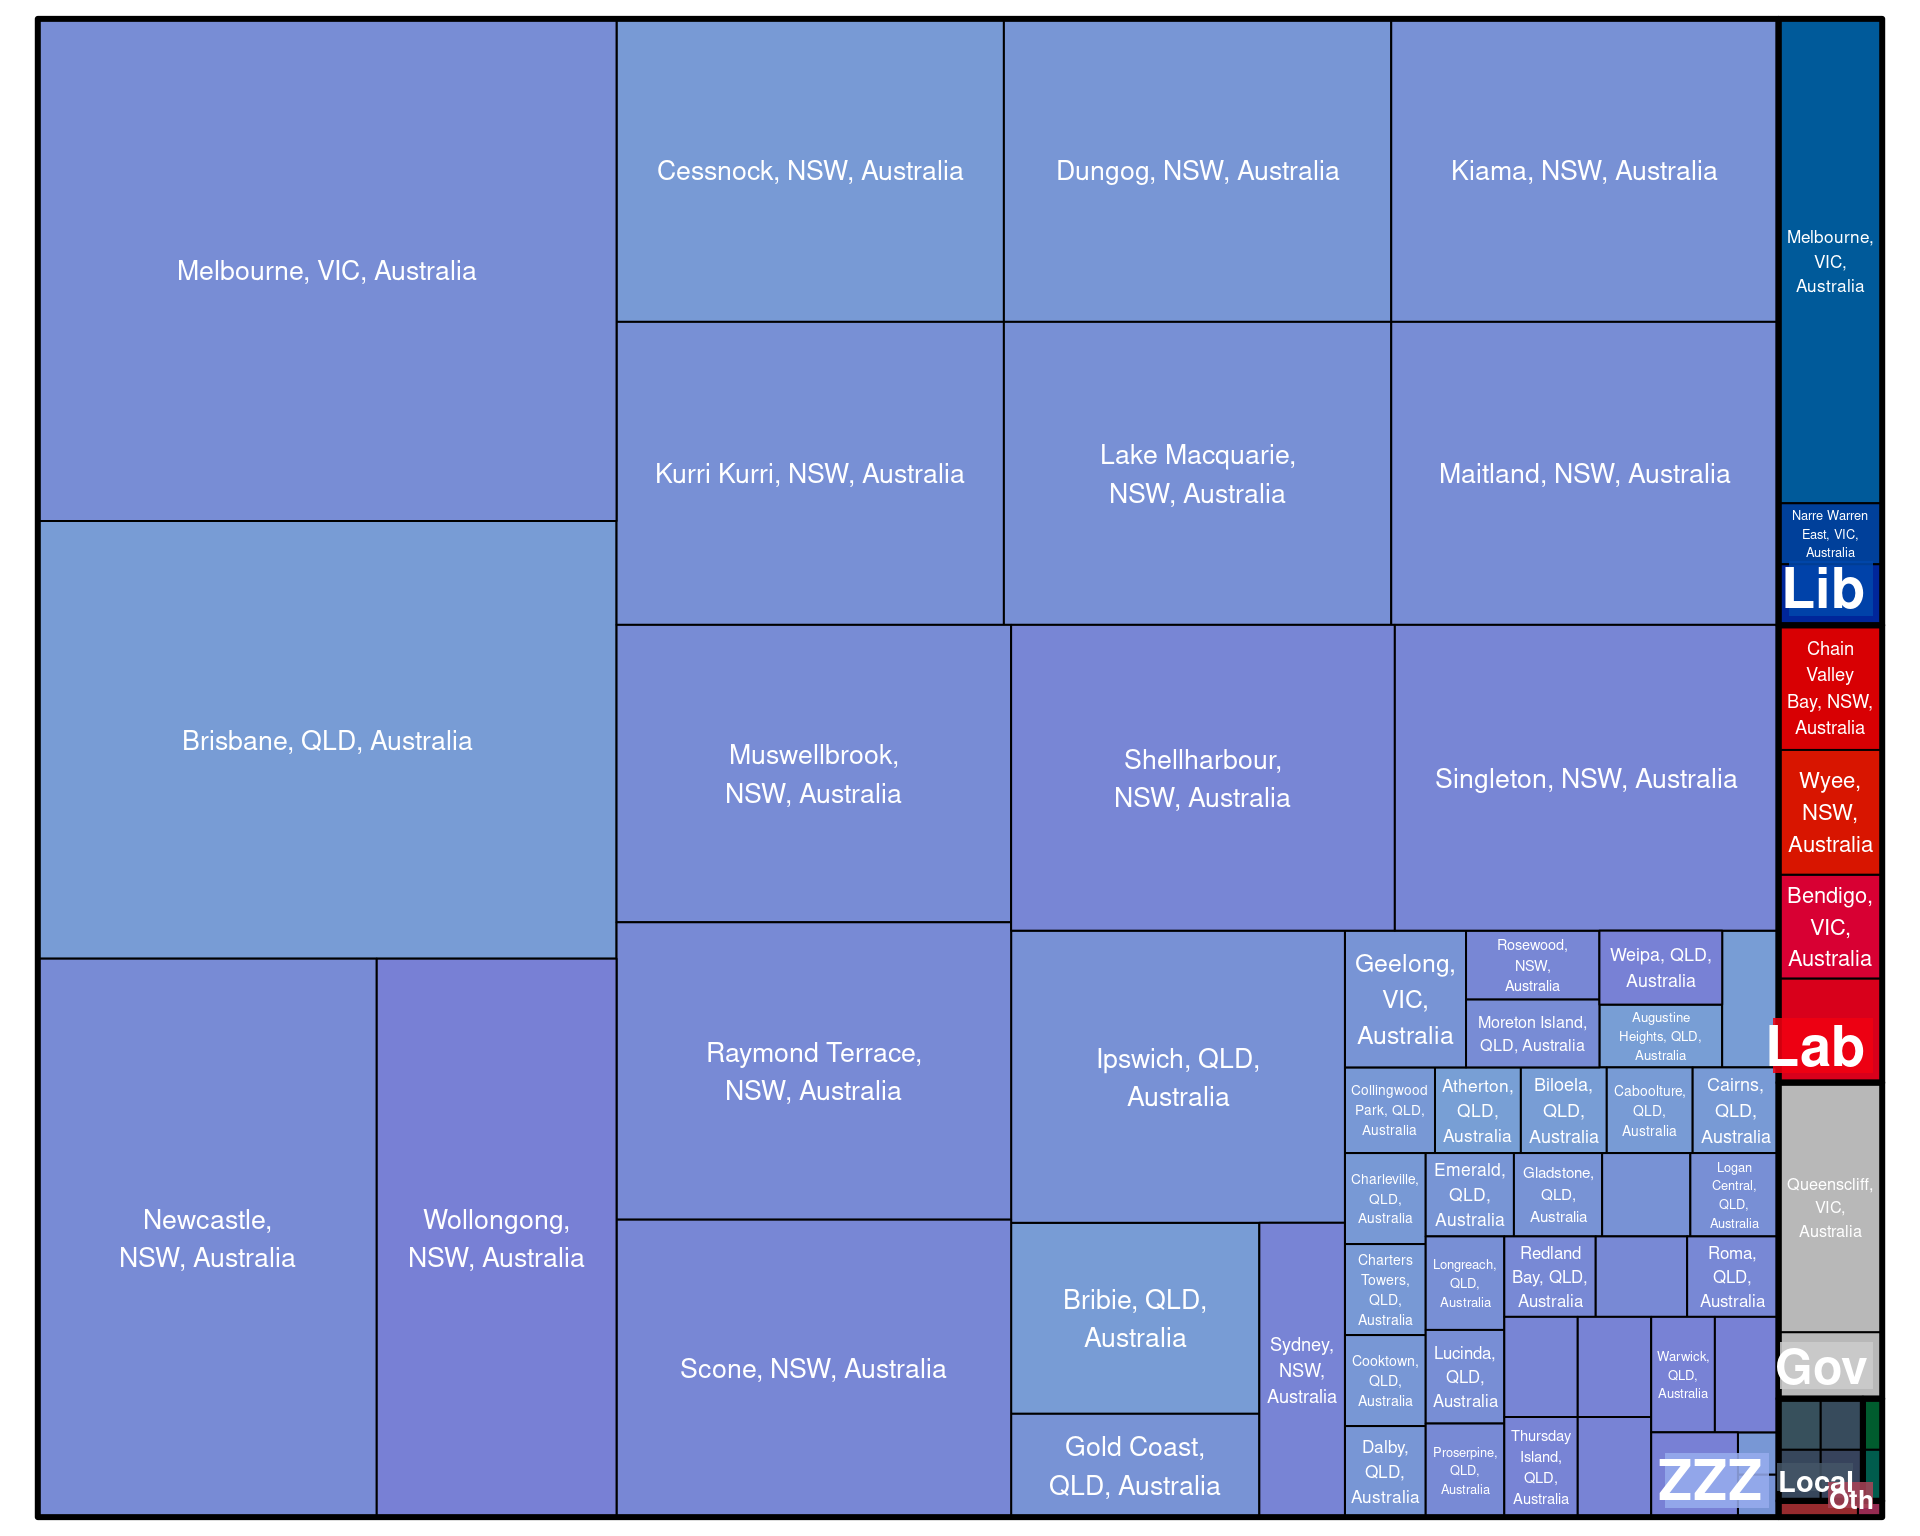 Melbourne, VIC, Australia
Cessnock, NSW, Australia
Dungog, NSW, Australia
Kiama, NSW, Australia
Melbourne,
VIC,
Australia
Kurri Kurri, NSW, Australia
Lake Macquarie,
NSW, Australia
Maitland, NSW, Australia
Narre Warren
East, VIC,
Australia
Lib
Brisbane, QLD, Australia
Muswellbrook,
NSW, Australia
Shellharbour,
NSW, Australia
Singleton, NSW, Australia
Chain
Valley
Bay, NSW,
Australia
Wyee,
NSW,
Australia
Bendigo,
VIC,
Australia
Lab
Newcastle,
NSW, Australia
Wollongong,
NSW, Australia
Raymond Terrace,
NSW, Australia
Scone, NSW, Australia
Ipswich, QLD,
Australia
Bribie, QLD,
Australia
Gold Coast,
QLD, Australia
Sydney,
NSW,
Australia
Geelong,
VIC,
Australia
Rosewood,
NSW,
Australia
Moreton Island,
QLD, Australia
Weipa, QLD,
Australia
Augustine
Heights, QLD,
Australia
Collingwood
Park, QLD,
Australia
Atherton,
QLD,
Australia
Biloela,
QLD,
Australia
Caboolture,
QLD,
Australia
Cairns,
QLD,
Australia
Charleville,
QLD,
Australia
Emerald,
QLD,
Australia
Gladstone,
QLD,
Australia
Logan
Central,
QLD,
Australia
Charters
Towers,
QLD,
Australia
Longreach,
QLD,
Australia
Redland
Bay, QLD,
Australia
Roma,
QLD,
Australia
Cooktown,
QLD,
Australia
Lucinda,
QLD,
Australia
Warwick,
QLD,
Australia
Dalby,
QLD,
Australia
Proserpine,
QLD,
Australia
Thursday
Island,
QLD,
Australia
ZZZ
Queenscliff,
VIC,
Australia
Gov
Local
Oth